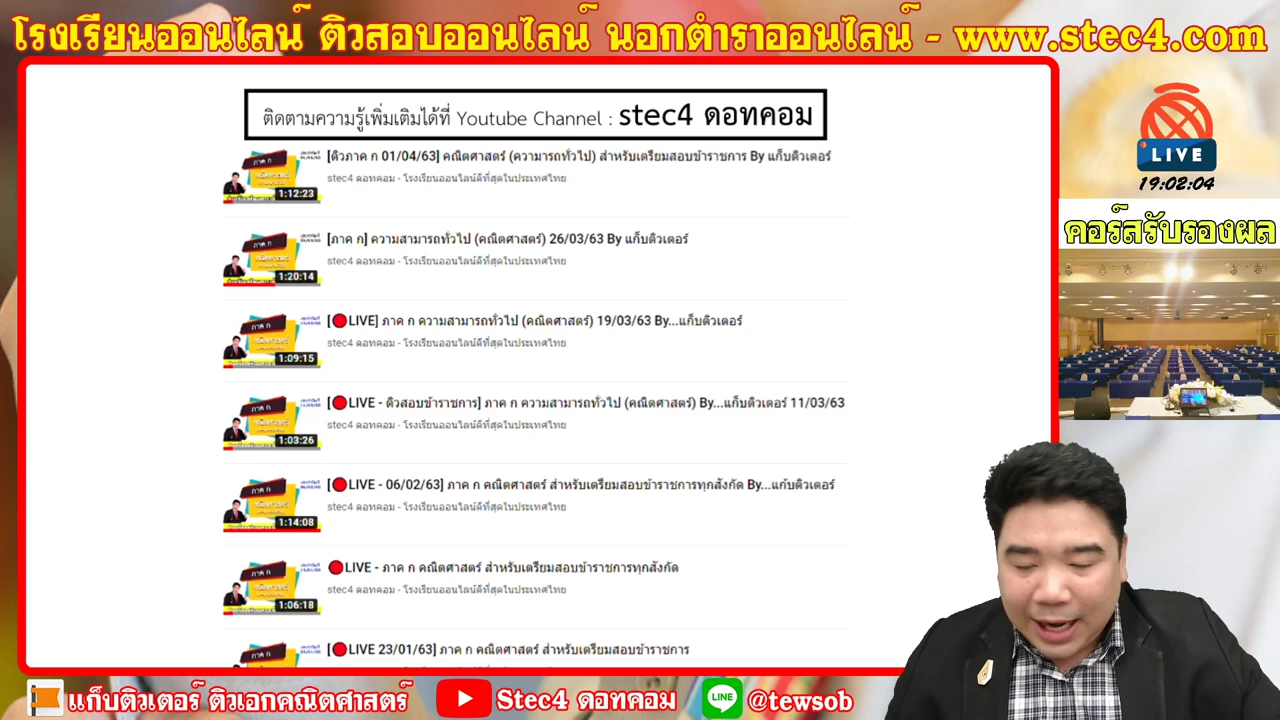 โรงเรียนออนไลน์ ติวสอบออนไลน์ นอกตำราออนไลน์ - www.stec4.com
ติดตามความรู้เพิ่มเติมได้ที่ Youtube Channel : stec4 ดอทคอม
LIVE
19:02:04
คอร์สรับรองผล
ภาค ก
1:12:23
[ติวภาค ก 01/04/63] คณิตศาสตร์ (ความารถทั่วไป) สำหรับเตรียมสอบข้าราชการ By แก็บติวเตอร์
stec4 ดอทคอม - โรงเรียนออนไลน์ดีที่สุดในประเทศไทย
ภาค ก
1:20:14
[ภาค ก] ความสามารถทั่วไป (คณิตศาสตร์) 26/03/63 By แก็บติวเตอร์
stec4 ดอทคอม - โรงเรียนออนไลน์ดีที่สุดในประเทศไทย
ภาค ก
1:09:15
[🔴LIVE] ภาค ก ความสามารถทั่วไป (คณิตศาสตร์) 19/03/63 By...แก็บติวเตอร์
stec4 ดอทคอม - โรงเรียนออนไลน์ดีที่สุดในประเทศไทย
ภาค ก
1:03:26
[🔴LIVE - ติวสอบข้าราชการ] ภาค ก ความสามารถทั่วไป (คณิตศาสตร์) By...แก็บติวเตอร์ 11/03/63
stec4 ดอทคอม - โรงเรียนออนไลน์ดีที่สุดในประเทศไทย
ภาค ก
1:14:08
[🔴LIVE - 06/02/63] ภาค ก คณิตศาสตร์ สำหรับเตรียมสอบข้าราชการทุกสังกัด By...แก๊บติวเตอร์
stec4 ดอทคอม - โรงเรียนออนไลน์ดีที่สุดในประเทศไทย
ภาค ก
1:06:18
🔴LIVE - ภาค ก คณิตศาสตร์ สำหรับเตรียมสอบข้าราชการทุกสังกัด
stec4 ดอทคอม - โรงเรียนออนไลน์ดีที่สุดในประเทศไทย
ภาค ก
[🔴LIVE 23/01/63] ภาค ก คณิตศาสตร์ สำหรับเตรียมสอบข้าราชการ
แก็บติวเตอร์ ติวเอกคณิตศาสตร์
Stec4 ดอทคอม
LINE
@tewsob